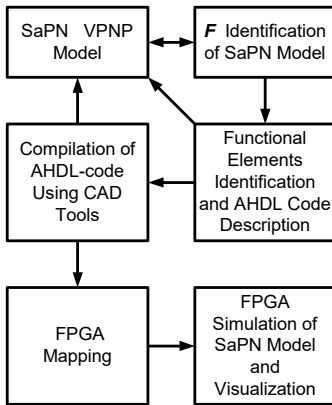 SaPN VPNP
Model
F Identification
of SaPN Model
Compilation of
AHDL-code
Using CAD
Tools
Functional
Elements
Identification
and AHDL Code
Description
FPGA
Mapping
FPGA
Simulation of
SaPN Model
and
Visualization